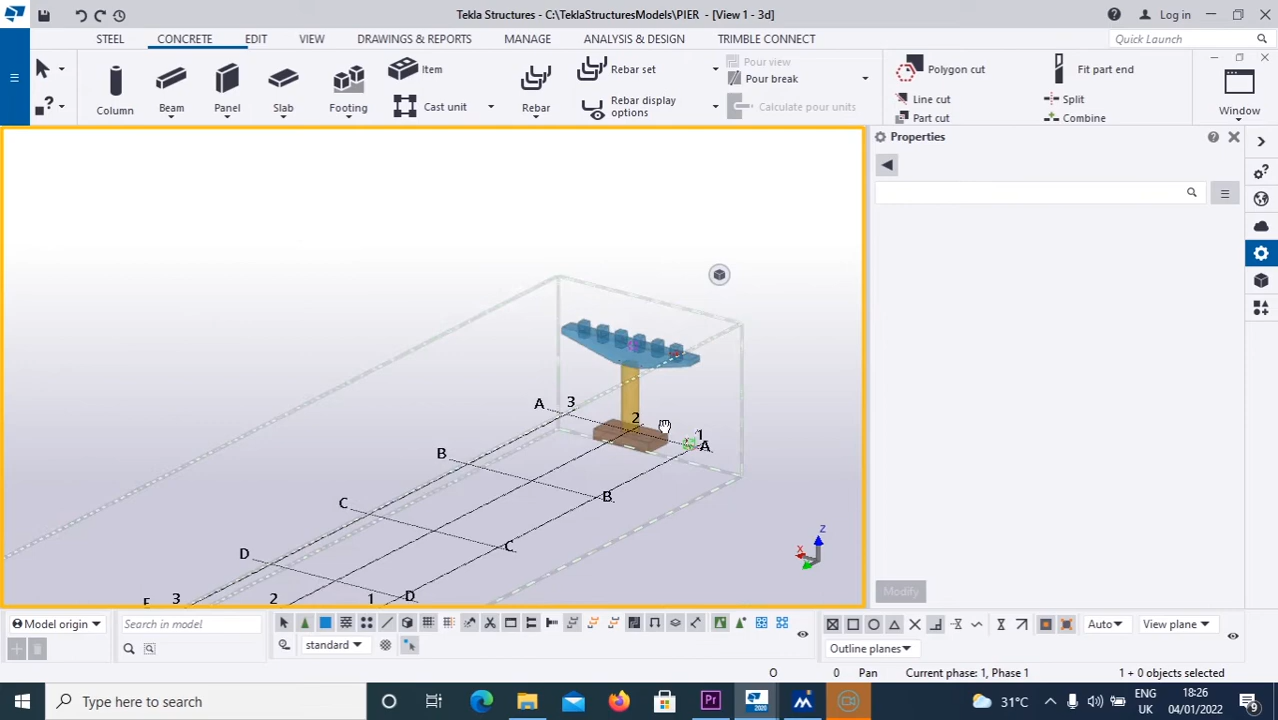 Tekla Structures - C:\TeklaStructuresModels\PIER - [View 1 - 3d]
Log in
STEEL CONCRETE EDIT VIEW DRAWINGS & REPORTS MANAGE ANALYSIS & DESIGN TRIMBLE CONNECT
Quick Launch
Column
Beam
Panel
Slab
Footing
Item
Cast unit
Rebar
Rebar set
Rebar display
options
Pour view
Pour break
Calculate pour units
Polygon cut
Line cut
Part cut
Fit part end
Split
Combine
Window
Properties
A 3
2
1
A
B
B
C
C
D
D
E 3 2 1
Z
X
Modify
Model origin
Search in model
standard
Auto
View plane
Outline planes
O 0 Pan Current phase: 1, Phase 1 1 + 0 objects selected
Type here to search
Pr
2020
31°C
ENG
UK
18:26
04/01/2022
9